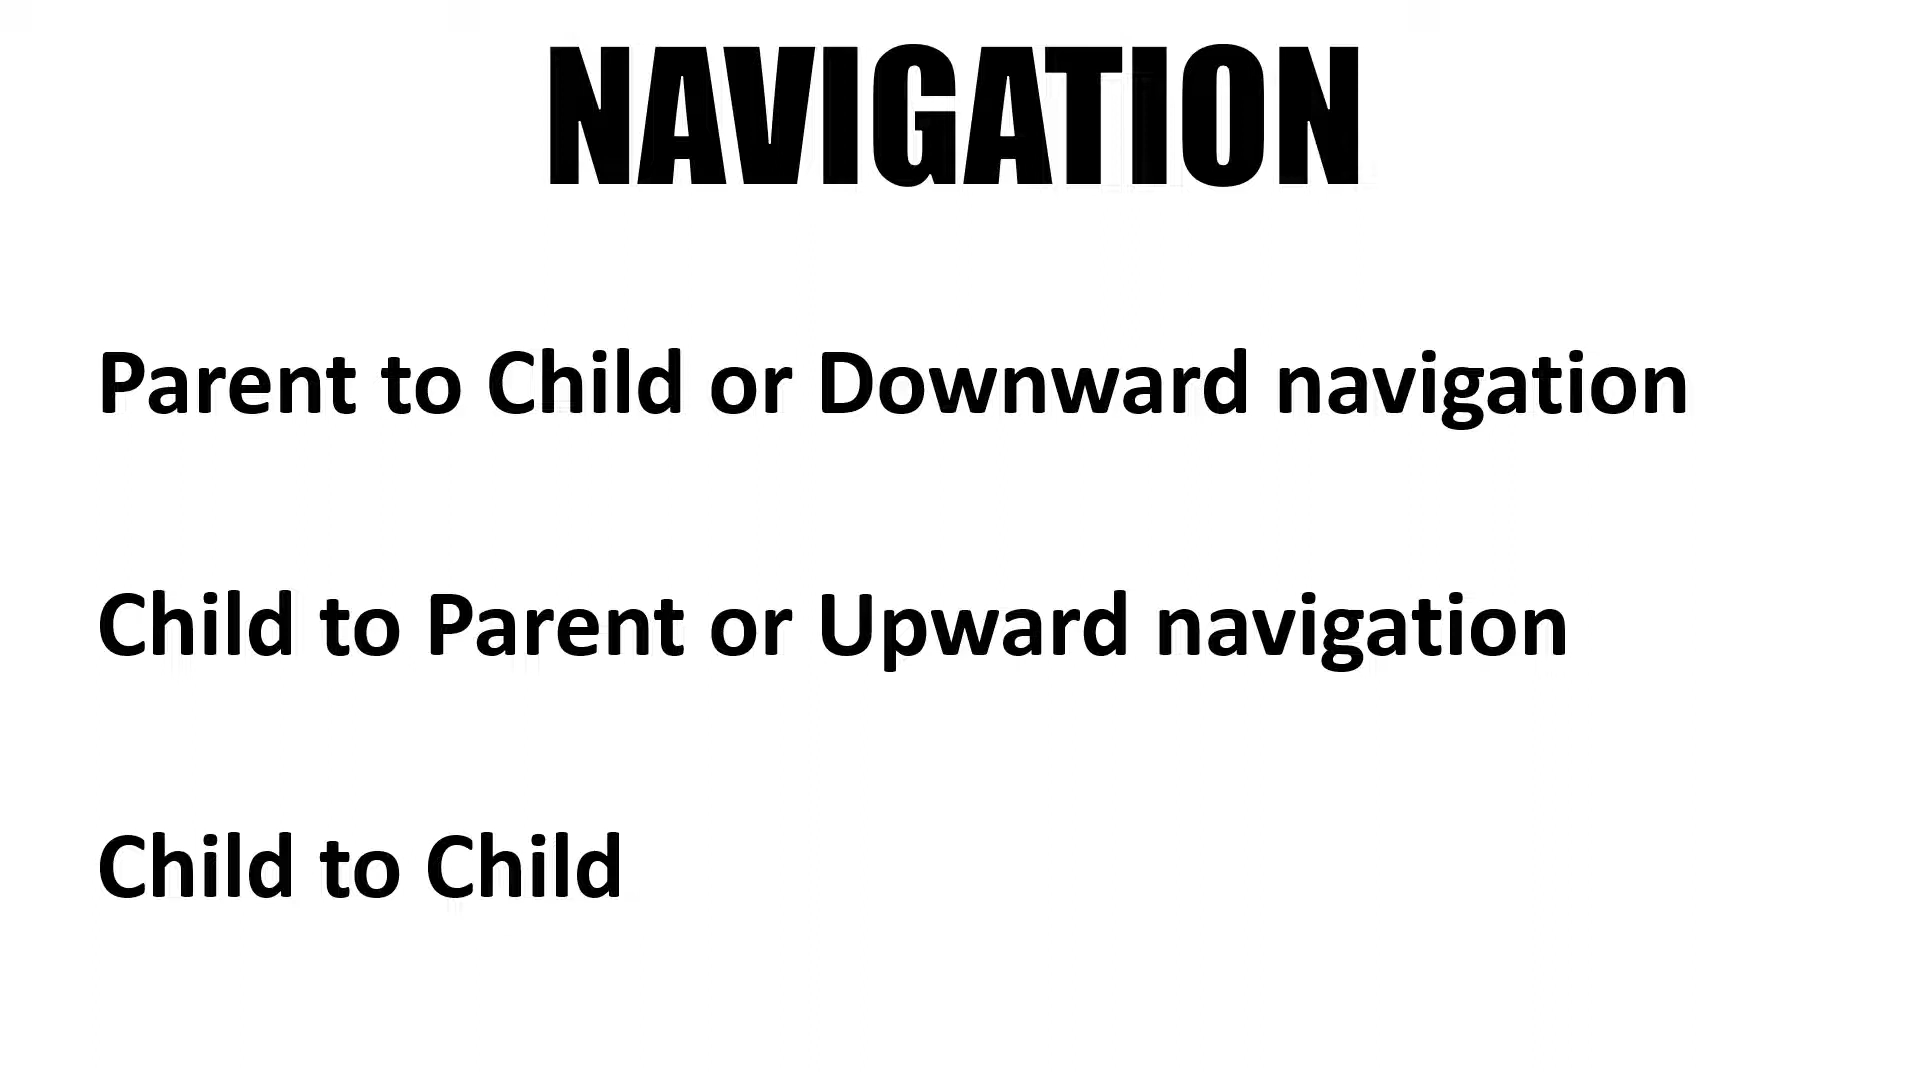 NAVIGATION
Parent to Child or Downward navigation
Child to Parent or Upward navigation
Child to Child